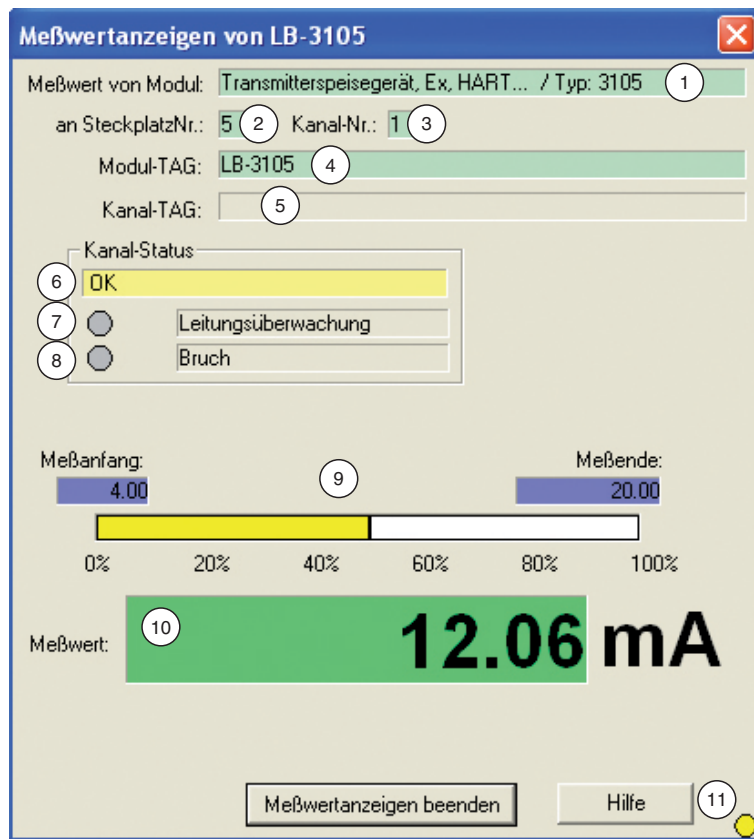 Meßwertanzeigen von LB-3105
Meßwert von Modul: Transmitterspeisegerät, Ex, HART... / Typ: 3105 1
an SteckplatzNr.: 5 2 Kanal-Nr.: 1 3
Modul-TAG: LB-3105 4
Kanal-TAG: 5
Kanal-Status
6 OK
7 Leitungsüberwachung
8 Bruch
Meßanfang: 9 Meßende:
4.00 20.00
0% 20% 40% 60% 80% 100%
Meßwert: 10 12.06 mA
Meßwertanzeigen beenden Hilfe 11